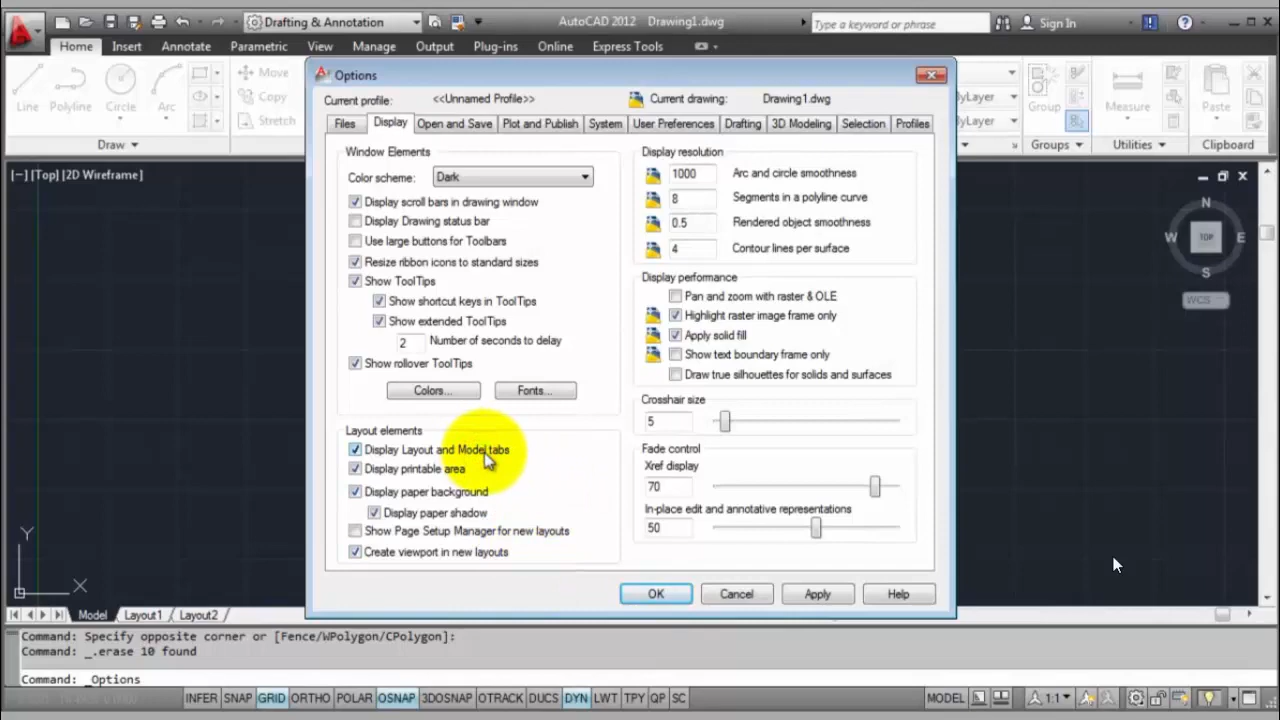 Drafting & Annotation
AutoCAD 2012 Drawing1.dwg
Type a keyword or phrase
Sign In
Home Insert Annotate Parametric View Manage Output Plug-ins Online Express Tools
Line Polyline Circle Arc
Move
Copy
Stretch
Draw
Group
Measure
Paste
Groups
Utilities
Clipboard
[−][Top][2D Wireframe]
N
W TOP E
S
WCS
Options
Current profile: <<Unnamed Profile>> Current drawing: Drawing1.dwg
Files Display Open and Save Plot and Publish System User Preferences Drafting 3D Modeling Selection Profiles
Window Elements
Color scheme: Dark
Display scroll bars in drawing window
Display Drawing status bar
Use large buttons for Toolbars
Resize ribbon icons to standard sizes
Show ToolTips
Show shortcut keys in ToolTips
Show extended ToolTips
2 Number of seconds to delay
Show rollover ToolTips
Colors... Fonts...
Layout elements
Display Layout and Model tabs
Display printable area
Display paper background
Display paper shadow
Show Page Setup Manager for new layouts
Create viewport in new layouts
Display resolution
1000 Arc and circle smoothness
8 Segments in a polyline curve
0.5 Rendered object smoothness
4 Contour lines per surface
Display performance
Pan and zoom with raster & OLE
Highlight raster image frame only
Apply solid fill
Show text boundary frame only
Draw true silhouettes for solids and surfaces
Crosshair size
5
Fade control
Xref display
70
In-place edit and annotative representations
50
OK Cancel Apply Help
Y
X
Model Layout1 Layout2
Command: Specify opposite corner or [Fence/WPolygon/CPolygon]:
Command: _.erase 10 found
Command: _Options
INFER SNAP GRID ORTHO POLAR OSNAP 3DOSNAP OTRACK DUCS DYN LWT TPY QP SC MODEL 1:1